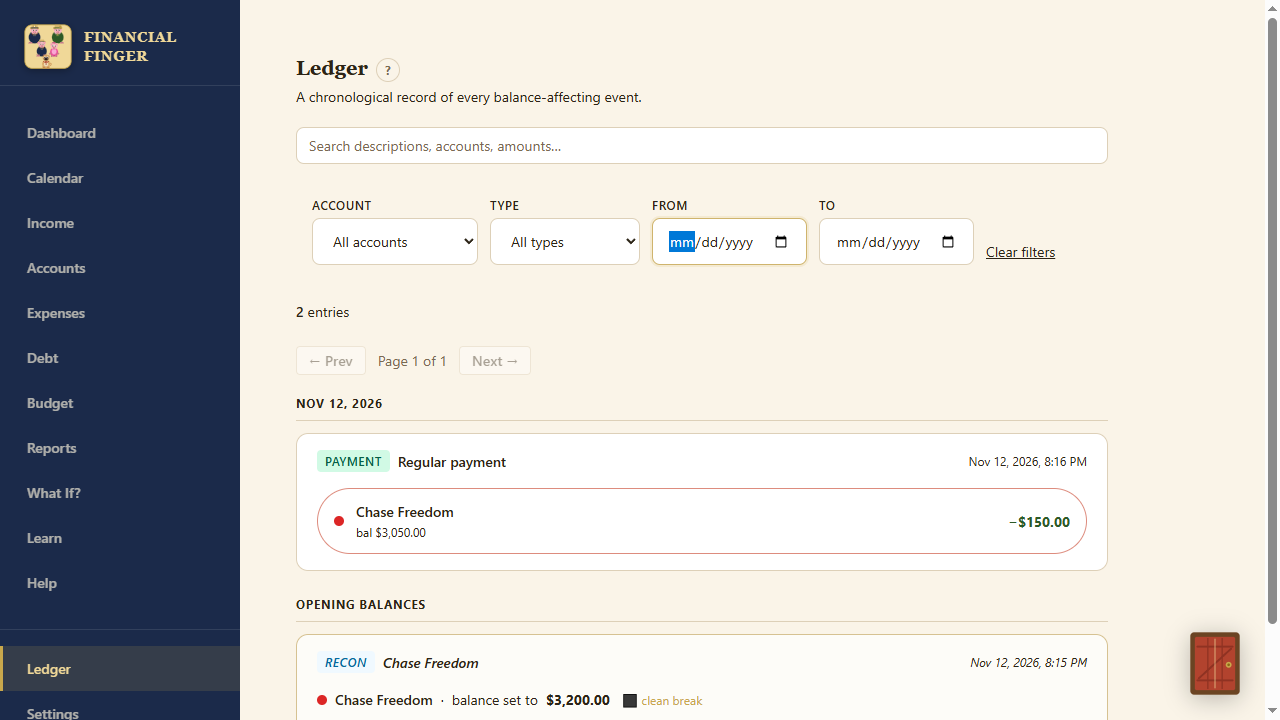 FINANCIAL
FINGER
Dashboard
Calendar
Income
Accounts
Expenses
Debt
Budget
Reports
What If?
Learn
Help
Ledger
Settings
Ledger ?
A chronological record of every balance-affecting event.
Search descriptions, accounts, amounts...
ACCOUNT TYPE FROM TO
All accounts All types mm/dd/yyyy mm/dd/yyyy Clear filters
2 entries
← Prev Page 1 of 1 Next →
NOV 12, 2026
PAYMENT Regular payment Nov 12, 2026, 8:16 PM
Chase Freedom
bal $3,050.00
−$150.00
OPENING BALANCES
RECON Chase Freedom Nov 12, 2026, 8:15 PM
Chase Freedom · balance set to $3,200.00 clean break